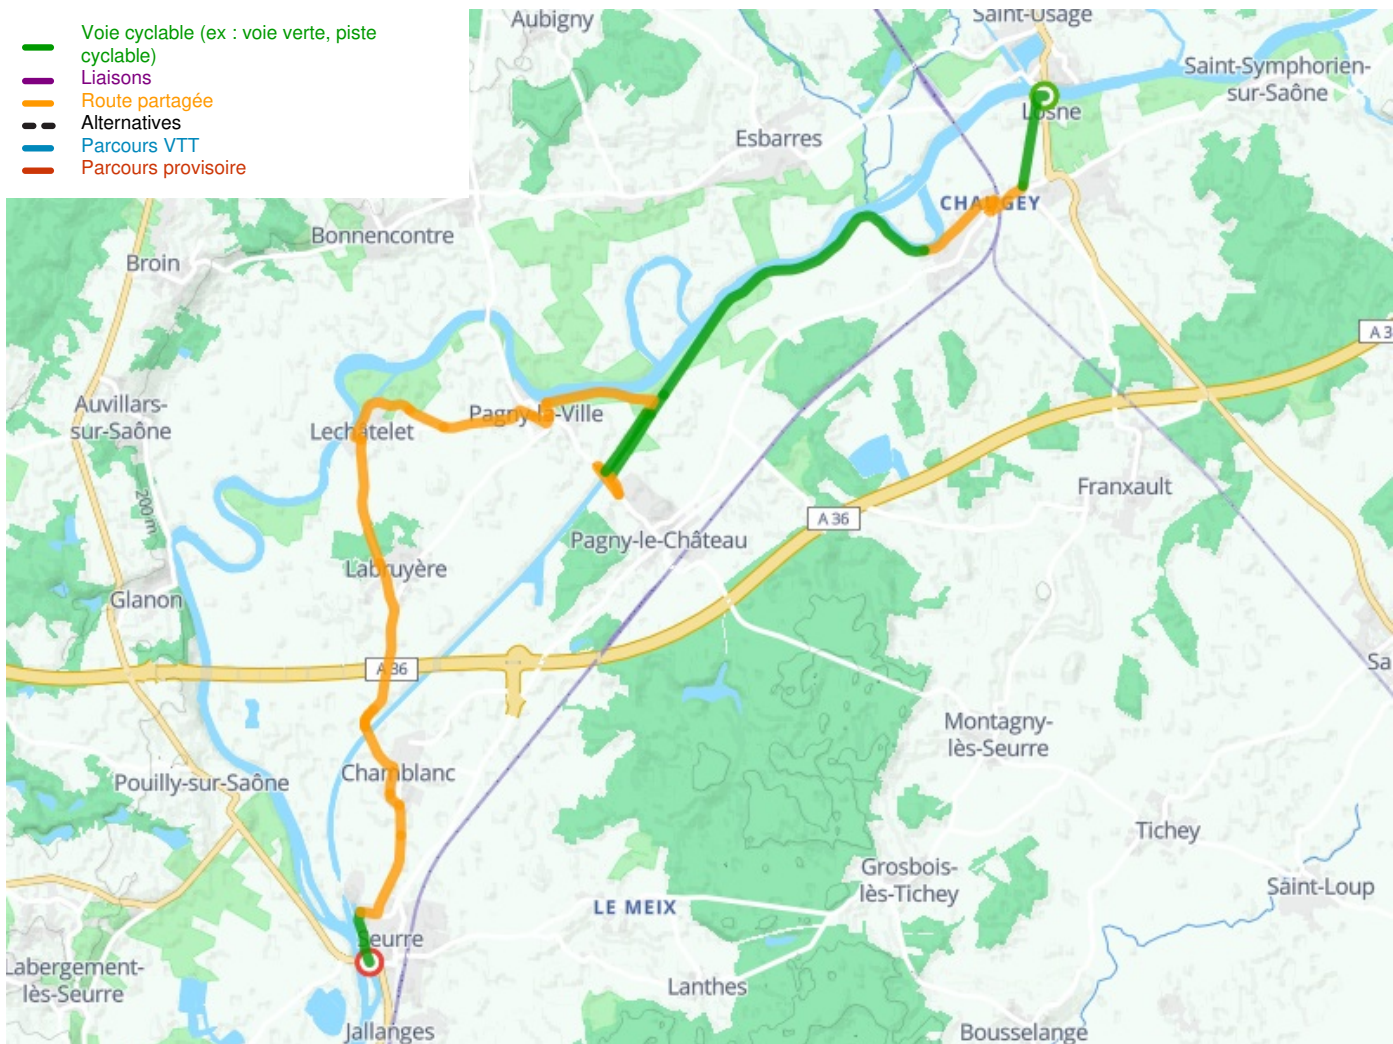 Voie cyclable (ex : voie verte, piste
cyclable)
Liaisons
Route partagée
Alternatives
Parcours VTT
Parcours provisoire
Aubigny
Saint-Usage
Saint-Symphorien-
sur-Saône
Losne
Esbarres
CHAUGEY
Bonnencontre
Broin
A 3
Auvillars-
sur-Saône
Pagny-la-Ville
Lechâtelet
200 m
Franxault
A 36
Pagny-le-Château
Labruyère
Glanon
A 36
Sa
Montagny-
lès-Seurre
Chamblanc
Pouilly-sur-Saône
Tichey
Grosbois-
lès-Tichey
Saint-Loup
LE MEIX
Seurre
Labergement-
lès-Seurre
Lanthes
Jallanges
Bousselange